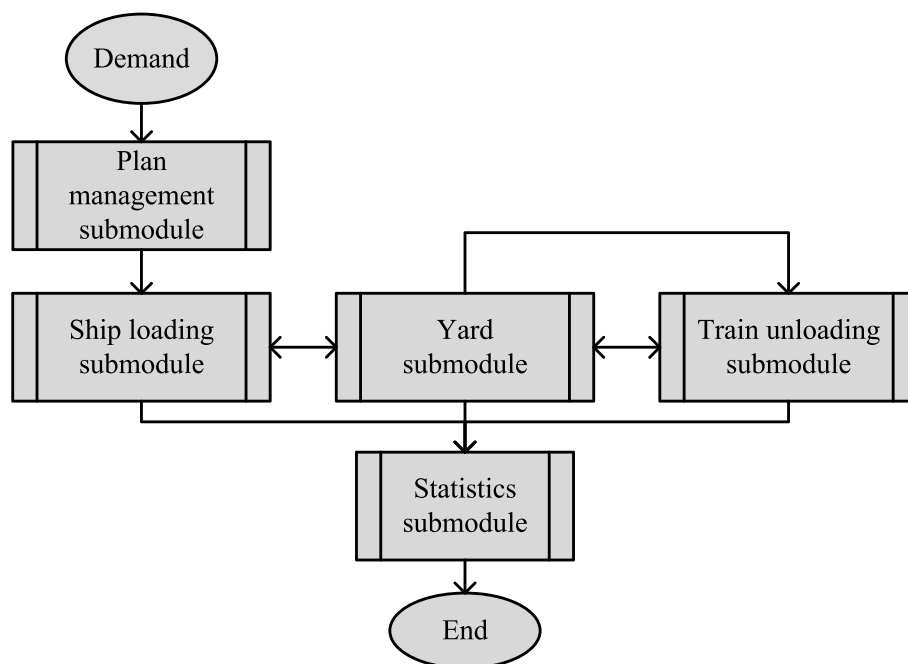 Demand
Plan
management
submodule
Ship loading
submodule
Yard
submodule
Train unloading
submodule
Statistics
submodule
End